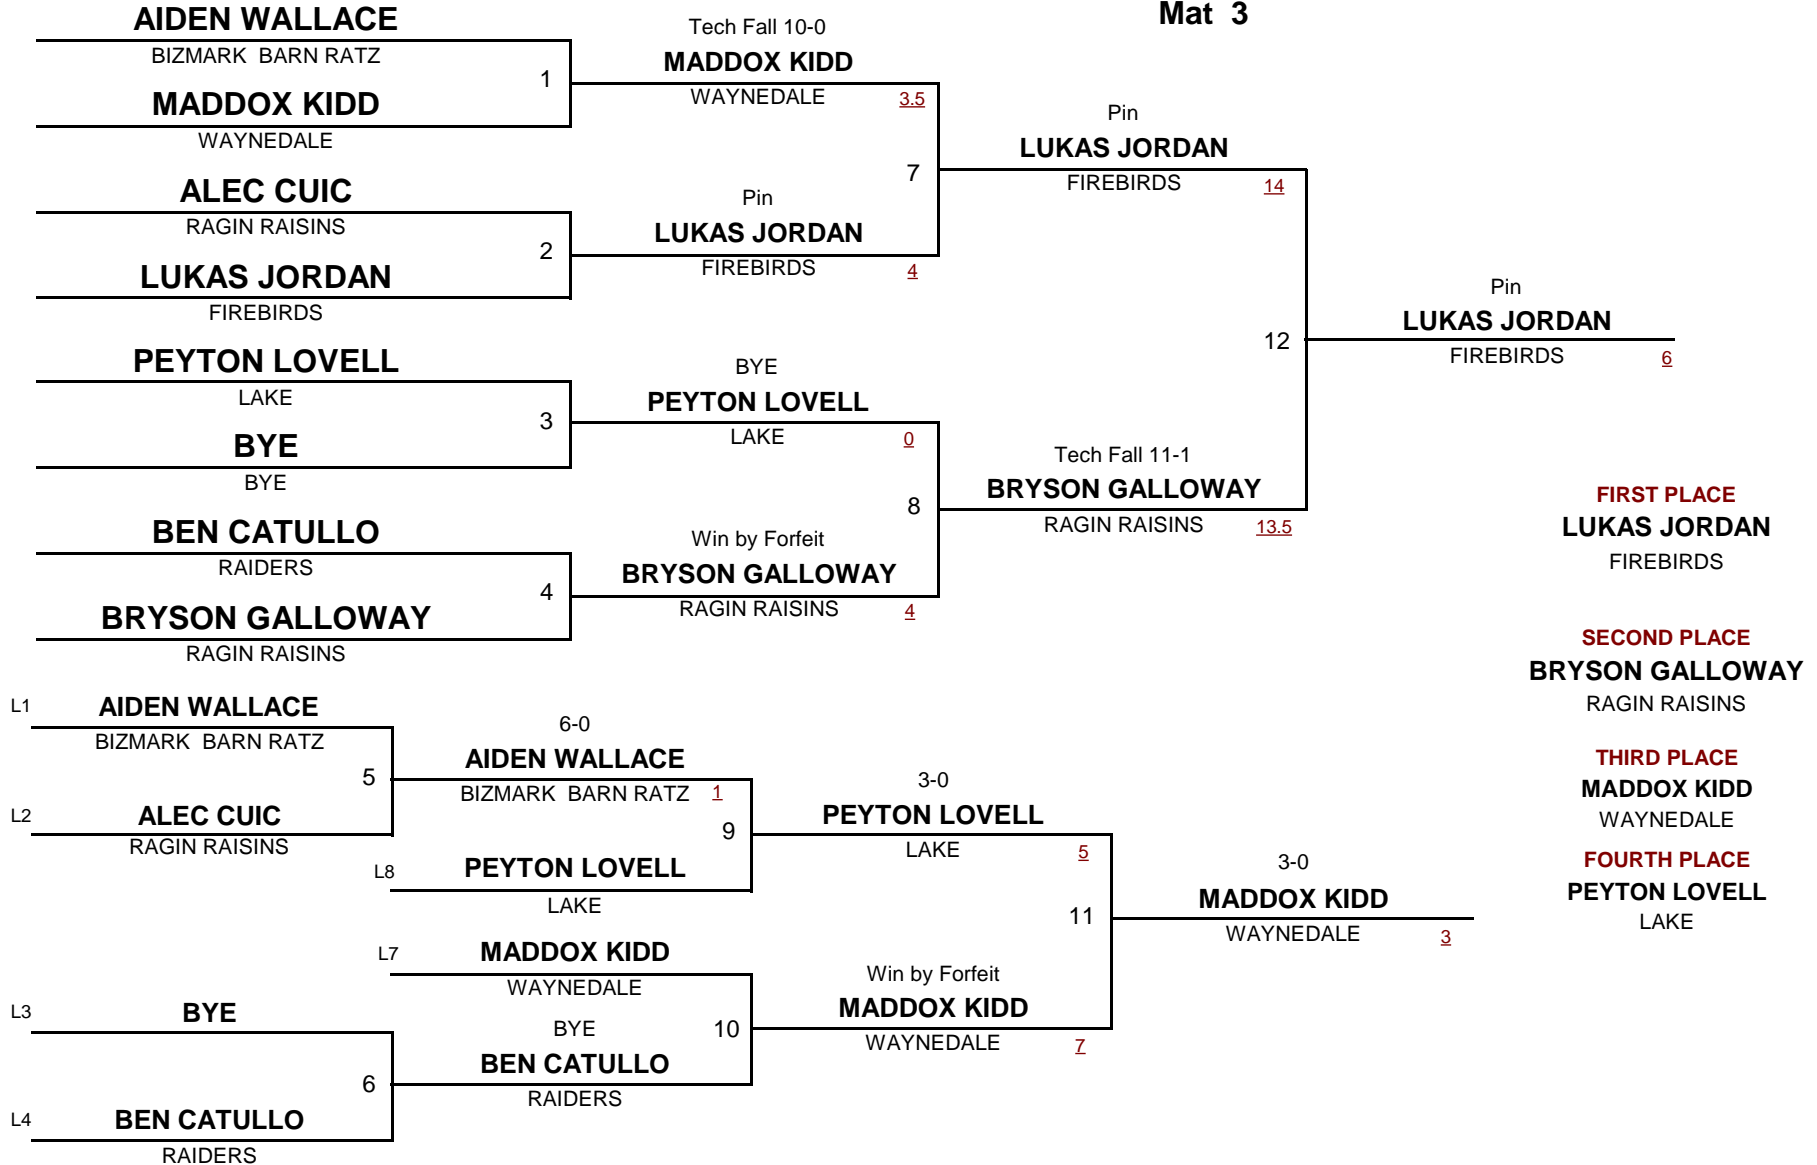 Mat 3
AIDEN WALLACE
BIZMARK BARN RATZ
1
MADDOX KIDD
WAYNEDALE
ALEC CUIC
RAGIN RAISINS
2
LUKAS JORDAN
FIREBIRDS
PEYTON LOVELL
LAKE
3
BYE
BYE
BEN CATULLO
RAIDERS
4
BRYSON GALLOWAY
RAGIN RAISINS
Tech Fall 10-0
MADDOX KIDD
WAYNEDALE 3.5
7
Pin
LUKAS JORDAN
FIREBIRDS 4
BYE
PEYTON LOVELL
LAKE 0
8
Win by Forfeit
BRYSON GALLOWAY
RAGIN RAISINS 4
Pin
LUKAS JORDAN
FIREBIRDS 14
12
Tech Fall 11-1
BRYSON GALLOWAY
RAGIN RAISINS 13.5
Pin
LUKAS JORDAN
FIREBIRDS 6
L1 AIDEN WALLACE
BIZMARK BARN RATZ
5
L2 ALEC CUIC
RAGIN RAISINS
L3 BYE
6
L4 BEN CATULLO
RAIDERS
6-0
AIDEN WALLACE
BIZMARK BARN RATZ 1
9
L8 PEYTON LOVELL
LAKE
L7 MADDOX KIDD
WAYNEDALE
10
BYE
BEN CATULLO
RAIDERS
3-0
PEYTON LOVELL
LAKE 5
11
Win by Forfeit
MADDOX KIDD
WAYNEDALE 7
3-0
MADDOX KIDD
WAYNEDALE 3
FIRST PLACE
LUKAS JORDAN
FIREBIRDS
SECOND PLACE
BRYSON GALLOWAY
RAGIN RAISINS
THIRD PLACE
MADDOX KIDD
WAYNEDALE
FOURTH PLACE
PEYTON LOVELL
LAKE